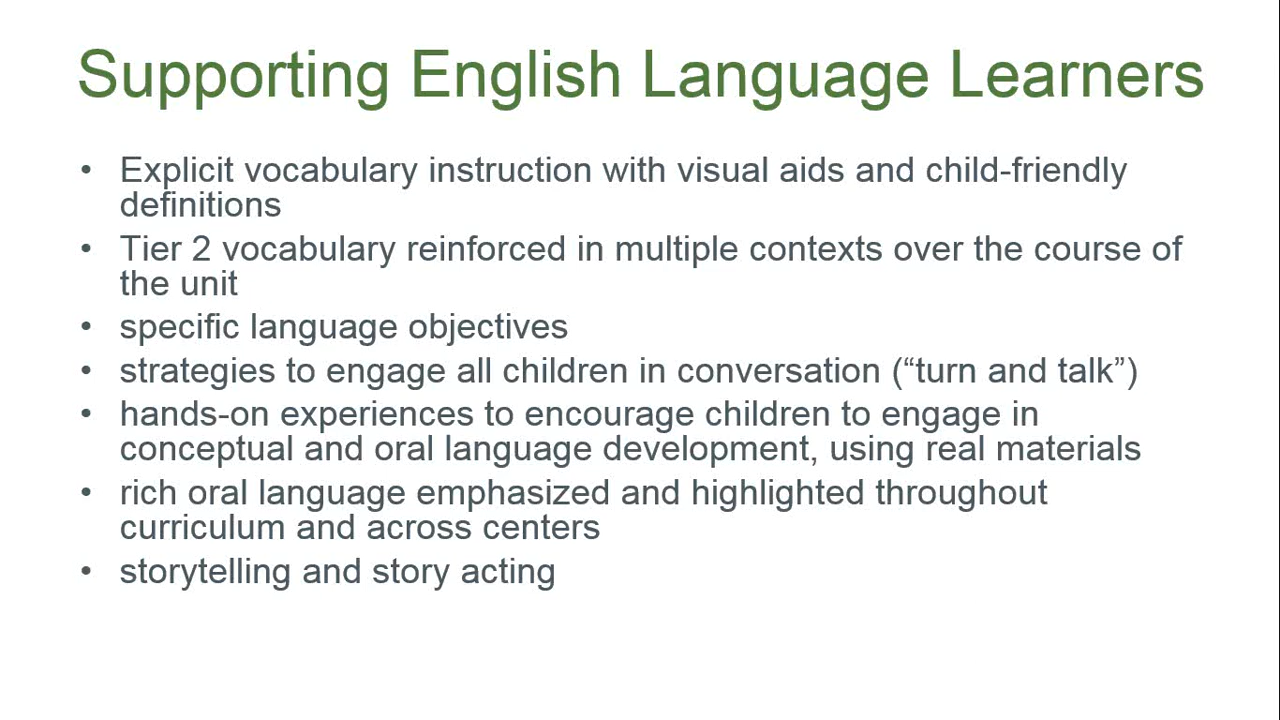 Supporting English Language Learners
• Explicit vocabulary instruction with visual aids and child-friendly
definitions
• Tier 2 vocabulary reinforced in multiple contexts over the course of
the unit
• specific language objectives
• strategies to engage all children in conversation (“turn and talk”)
• hands-on experiences to encourage children to engage in
conceptual and oral language development, using real materials
• rich oral language emphasized and highlighted throughout
curriculum and across centers
• storytelling and story acting